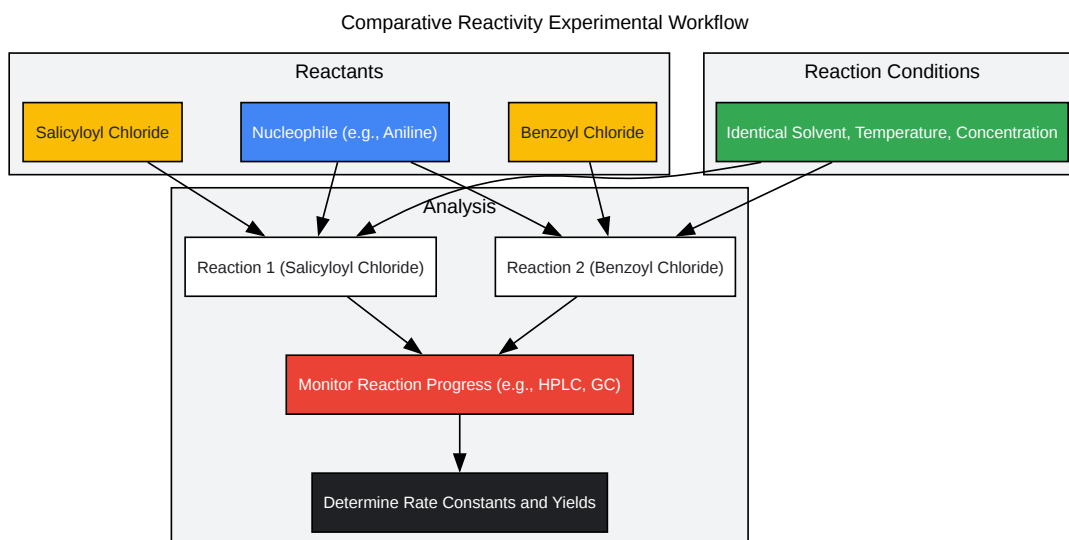 Comparative Reactivity Experimental Workflow
Reactants
Reaction Conditions
Salicyloyl Chloride
Nucleophile (e.g., Aniline)
Benzoyl Chloride
Identical Solvent, Temperature, Concentration
Analysis
Reaction 1 (Salicyloyl Chloride)
Reaction 2 (Benzoyl Chloride)
Monitor Reaction Progress (e.g., HPLC, GC)
Determine Rate Constants and Yields